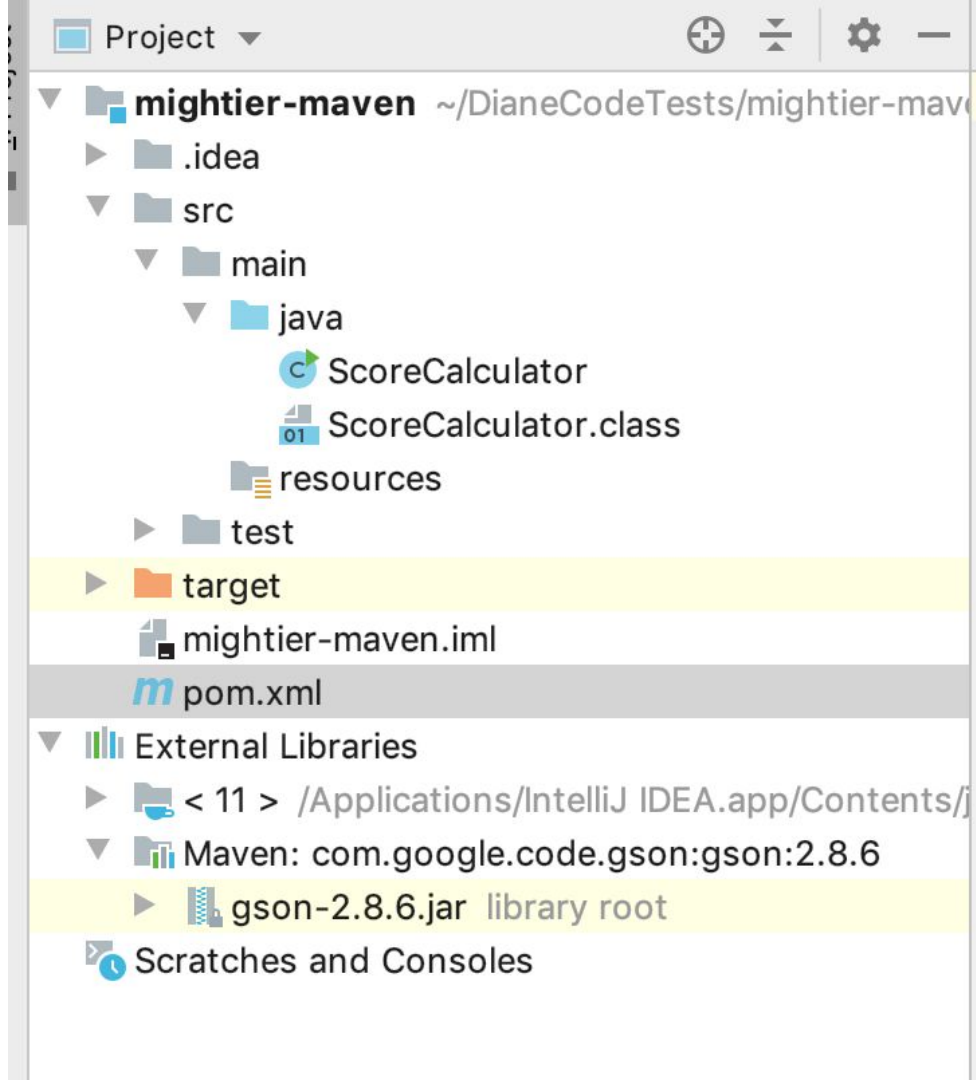 Project
mightier-maven ~/DianeCodeTests/mightier-mav
.idea
src
main
java
C ScoreCalculator
01 ScoreCalculator.class
resources
test
target
mightier-maven.iml
m pom.xml
External Libraries
< 11 > /Applications/IntelliJ IDEA.app/Contents/j
Maven: com.google.code.gson:gson:2.8.6
gson-2.8.6.jar library root
Scratches and Consoles